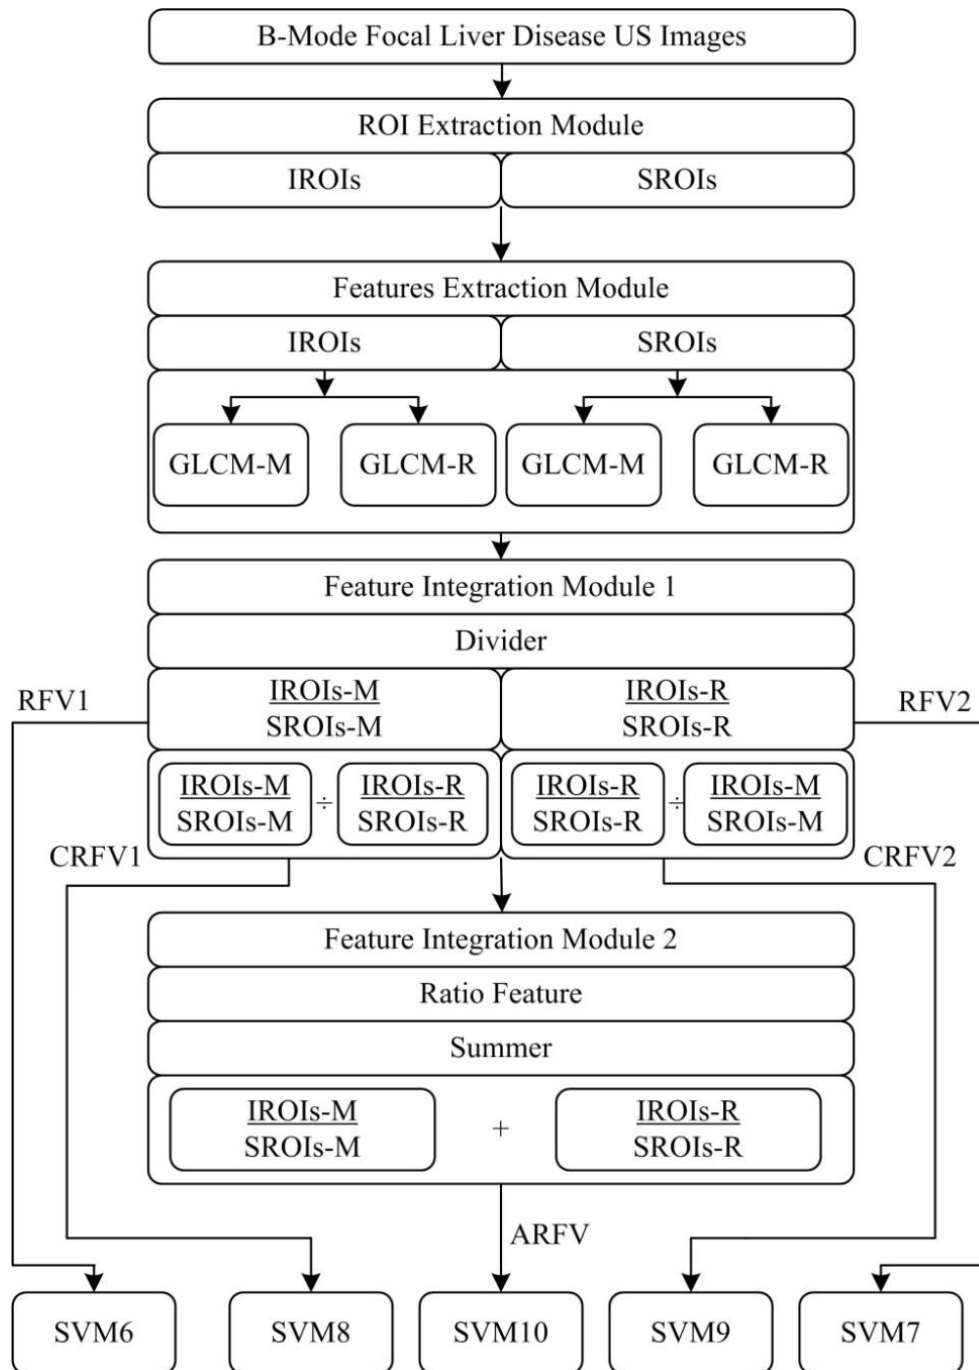 B-Mode Focal Liver Disease US Images
ROI Extraction Module
IROIs
SROIs
Features Extraction Module
IROIs
SROIs
GLCM-M
GLCM-R
GLCM-M
GLCM-R
Feature Integration Module 1
Divider
RFV1
IROIs-M
SROIs-M
IROIs-R
SROIs-R
RFV2
IROIs-M
SROIs-M
÷
IROIs-R
SROIs-R
IROIs-R
SROIs-R
÷
IROIs-M
SROIs-M
CRFV1
CRFV2
Feature Integration Module 2
Ratio Feature
Summer
IROIs-M
SROIs-M
+
IROIs-R
SROIs-R
ARFV
SVM6
SVM8
SVM10
SVM9
SVM7